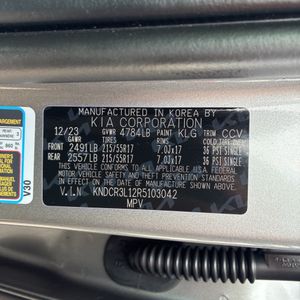 MANUFACTURED IN KOREA BY
KIA CORPORATION
12/23 GVWR 4784LB PAINT KLG TRIM CCV
GAWR TIRES RIMS COLD TIRE
FRONT 2491LB 215/55R17 7.0JX17 36 PSI SINGLE
REAR 2557LB 215/55R17 7.0JX17 36 PSI SINGLE
THIS VEHICLE CONFORMS TO ALL APPLICABLE FEDERAL
MOTOR VEHICLE SAFETY, BUMPER, AND THEFT
PREVENTION STANDARDS IN EFFECT ON THE DATE OF
MANUFACTURE SHOWN ABOVE.
V.I.N KNDCR3L12R5103042
MPV
V30